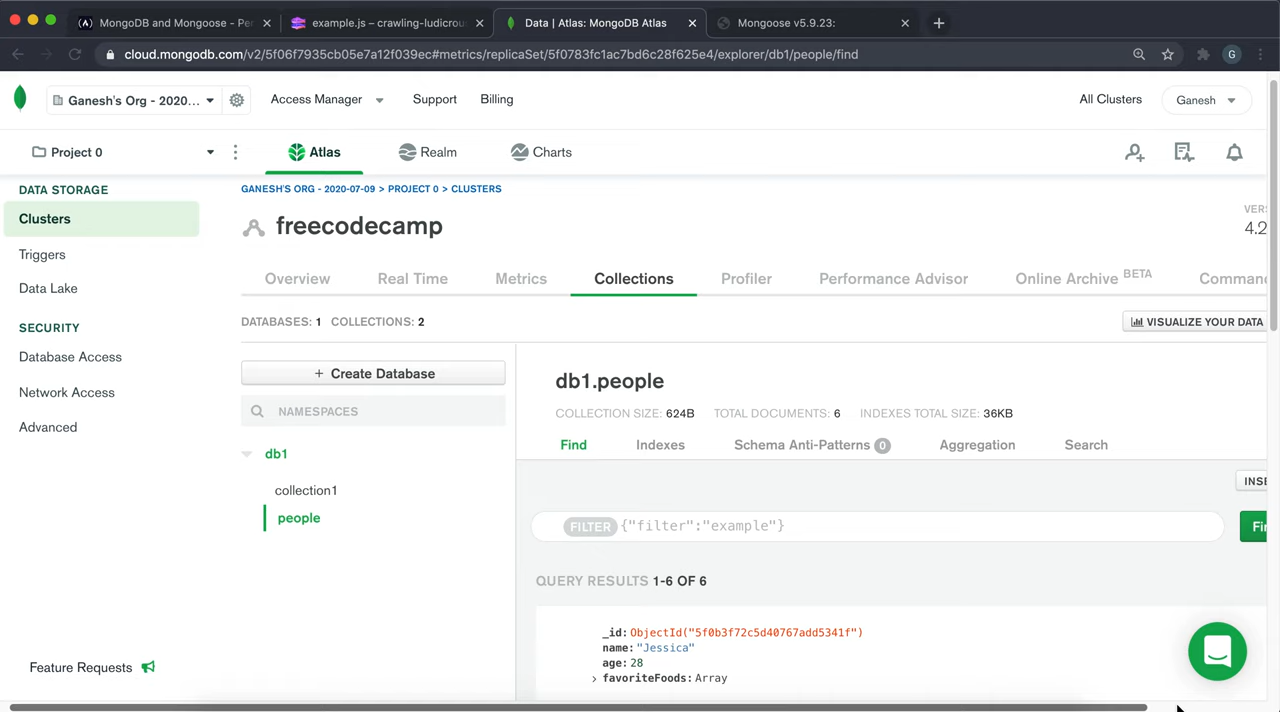 MongoDB and Mongoose - Per
example.js – crawling-ludicrou
Data | Atlas: MongoDB Atlas
Mongoose v5.9.23:
cloud.mongodb.com/v2/5f06f7935cb05e7a12f039ec#metrics/replicaSet/5f0783fc1ac7bd6c28f625e4/explorer/db1/people/find
G
Ganesh's Org - 2020...
Access Manager
Support
Billing
All Clusters
Ganesh
Project 0
Atlas
Realm
Charts
DATA STORAGE
Clusters
Triggers
Data Lake
SECURITY
Database Access
Network Access
Advanced
Feature Requests
GANESH'S ORG - 2020-07-09 > PROJECT 0 > CLUSTERS
freecodecamp
VERS
4.2
Overview
Real Time
Metrics
Collections
Profiler
Performance Advisor
Online Archive BETA
Comman
DATABASES: 1 COLLECTIONS: 2
VISUALIZE YOUR DATA
+ Create Database
NAMESPACES
db1
collection1
people
db1.people
COLLECTION SIZE: 624B TOTAL DOCUMENTS: 6 INDEXES TOTAL SIZE: 36KB
Find
Indexes
Schema Anti-Patterns 0
Aggregation
Search
INSE
FILTER {"filter":"example"}
Fi
QUERY RESULTS 1-6 OF 6
_id: ObjectId("5f0b3f72c5d40767add5341f")
name: "Jessica"
age: 28
> favoriteFoods: Array